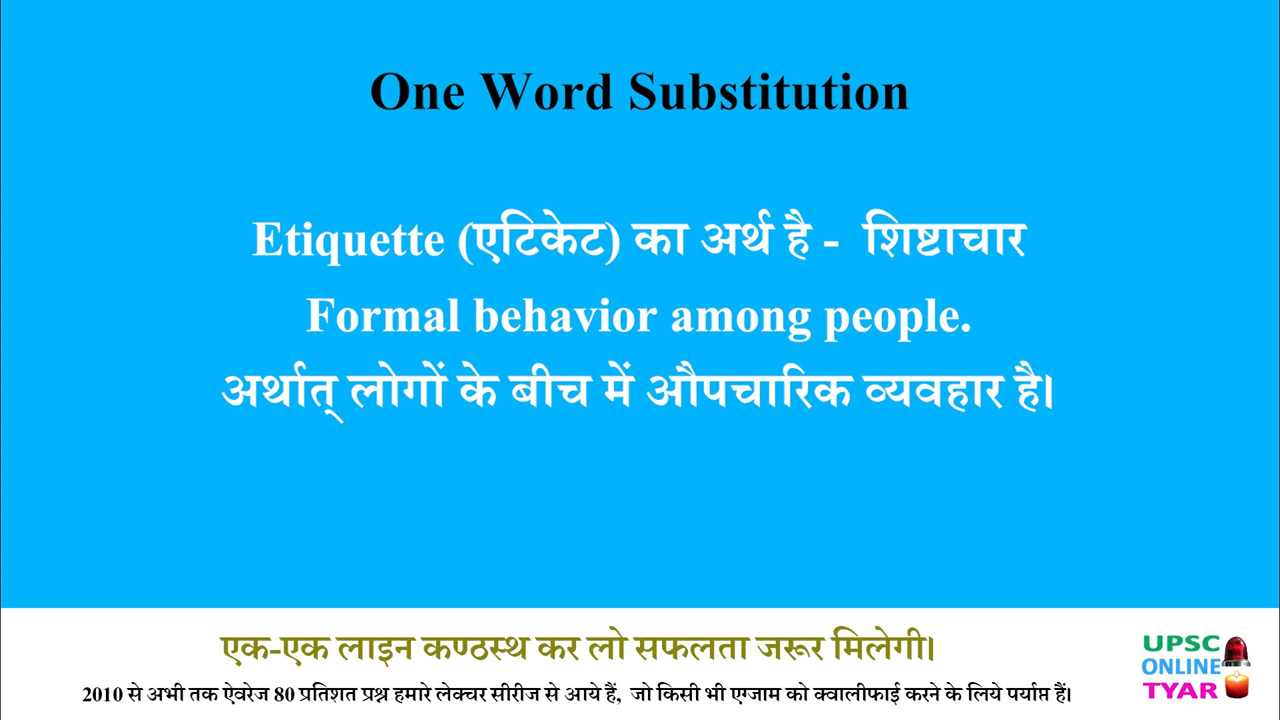 One Word Substitution
Etiquette (एटिकेट) का अर्थ है - शिष्टाचार
Formal behavior among people.
अर्थात् लोगों के बीच में औपचारिक व्यवहार है।
एक-एक लाइन कण्ठस्थ कर लो सफलता जरूर मिलेगी।
2010 से अभी तक ऐवरेज 80 प्रतिशत प्रश्न हमारे लेक्चर सीरीज से आये हैं, जो किसी भी एग्जाम को क्वालीफाई करने के लिये पर्याप्त हैं।
UPSC
ONLINE
TYAR